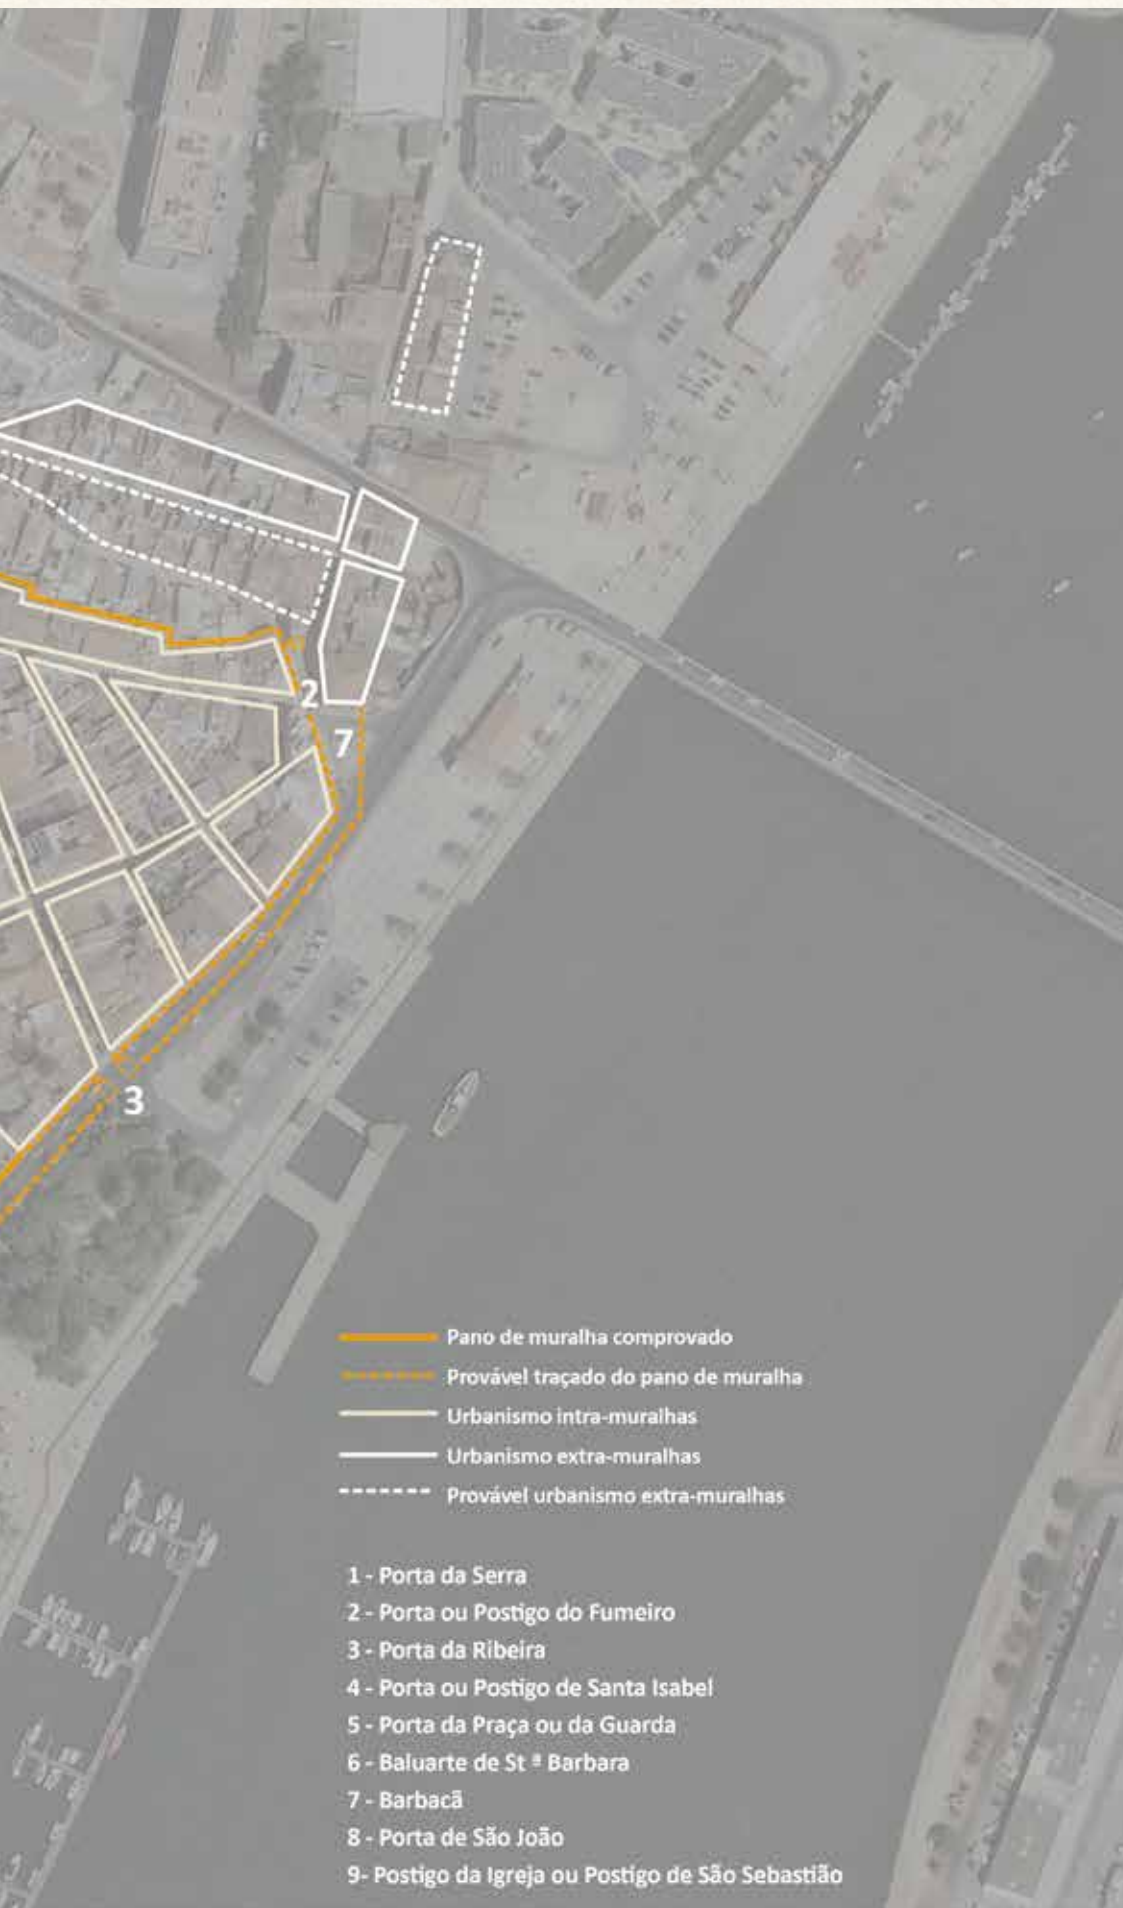 2
7
3
Pano de muralha comprovado
Provável traçado do pano de muralha
Urbanismo intra-muralhas
Urbanismo extra-muralhas
Provável urbanismo extra-muralhas
1 - Porta da Serra
2 - Porta ou Postigo do Fumeiro
3 - Porta da Ribeira
4 - Porta ou Postigo de Santa Isabel
5 - Porta da Praça ou da Guarda
6 - Baluarte de St ª Barbara
7 - Barbacã
8 - Porta de São João
9- Postigo da Igreja ou Postigo de São Sebastião